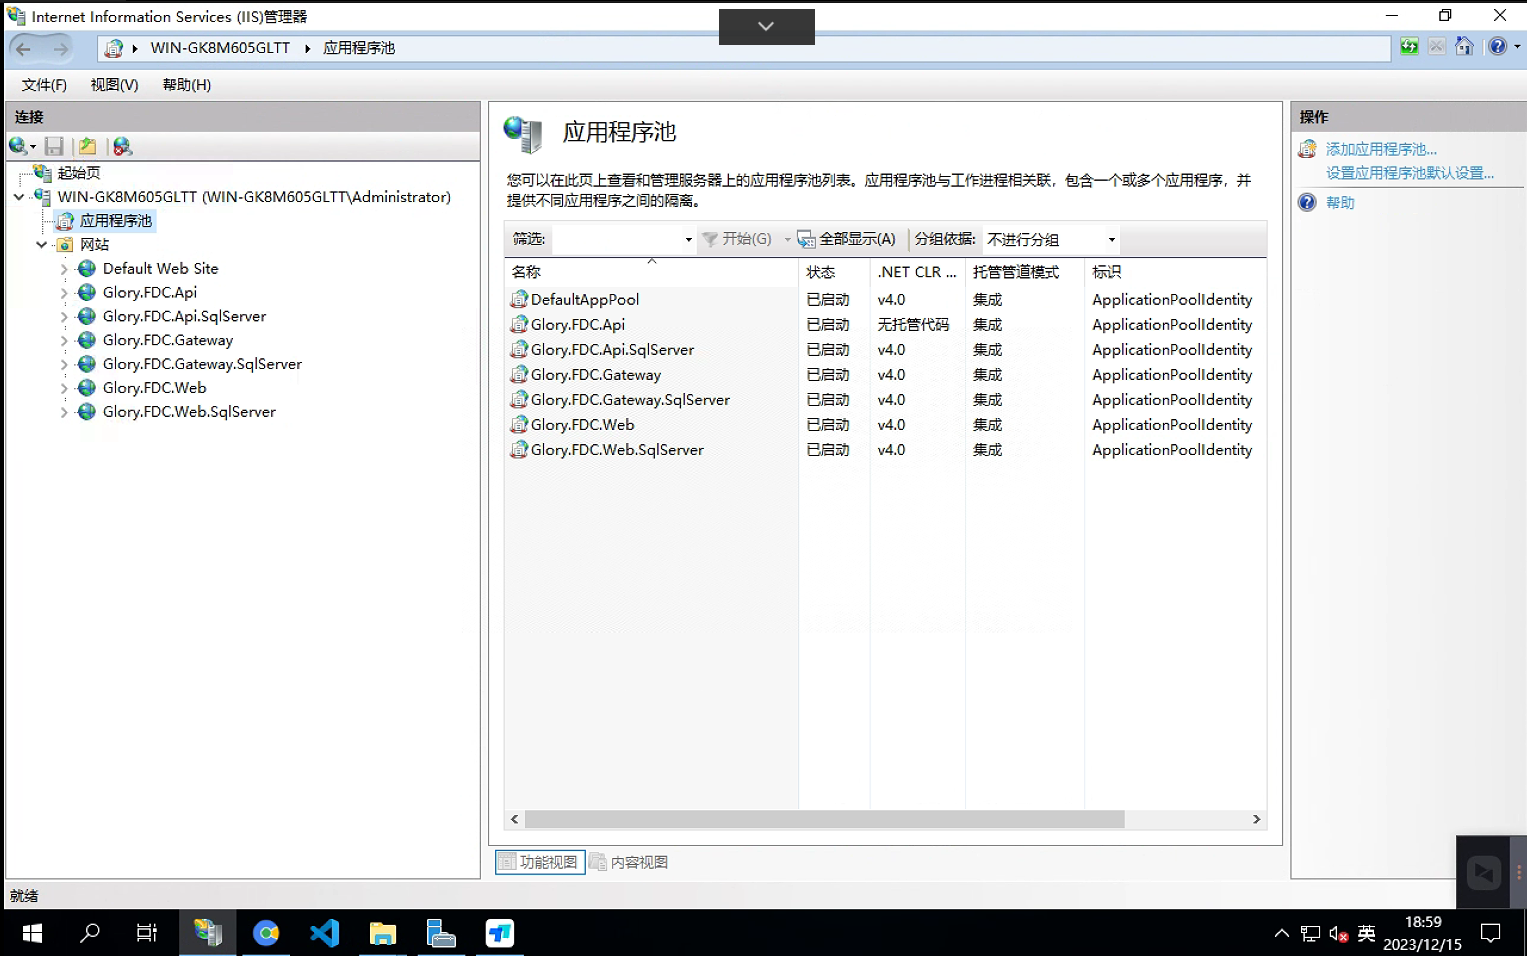 Internet Information Services (IIS)管理器
WIN-GK8M605GLTT 应用程序池
文件(F) 视图(V) 帮助(H)
连接
起始页
WIN-GK8M605GLTT (WIN-GK8M605GLTT\Administrator)
应用程序池
网站
Default Web Site
Glory.FDC.Api
Glory.FDC.Api.SqlServer
Glory.FDC.Gateway
Glory.FDC.Gateway.SqlServer
Glory.FDC.Web
Glory.FDC.Web.SqlServer
应用程序池
您可以在此页上查看和管理服务器上的应用程序池列表。应用程序池与工作进程相关联，包含一个或多个应用程序，并
提供不同应用程序之间的隔离。
筛选: 开始(G) 全部显示(A) 分组依据: 不进行分组
名称 状态 .NET CLR ... 托管管道模式 标识
DefaultAppPool 已启动 v4.0 集成 ApplicationPoolIdentity
Glory.FDC.Api 已启动 无托管代码 集成 ApplicationPoolIdentity
Glory.FDC.Api.SqlServer 已启动 v4.0 集成 ApplicationPoolIdentity
Glory.FDC.Gateway 已启动 v4.0 集成 ApplicationPoolIdentity
Glory.FDC.Gateway.SqlServer 已启动 v4.0 集成 ApplicationPoolIdentity
Glory.FDC.Web 已启动 v4.0 集成 ApplicationPoolIdentity
Glory.FDC.Web.SqlServer 已启动 v4.0 集成 ApplicationPoolIdentity
功能视图 内容视图
操作
添加应用程序池...
设置应用程序池默认设置...
帮助
就绪
英
18:59
2023/12/15